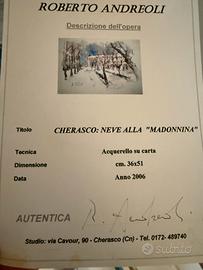 ROBERTO ANDREOLI
Descrizione dell'opera
Titolo CHERASCO: NEVE ALLA "MADONNINA"
Tecnica Acquerello su carta
Dimensione cm. 36x51
Data Anno 2006
AUTENTICA
Studio: via Cavour, 90 - Cherasco (Cn) - Tel. 0172- 489740
subito